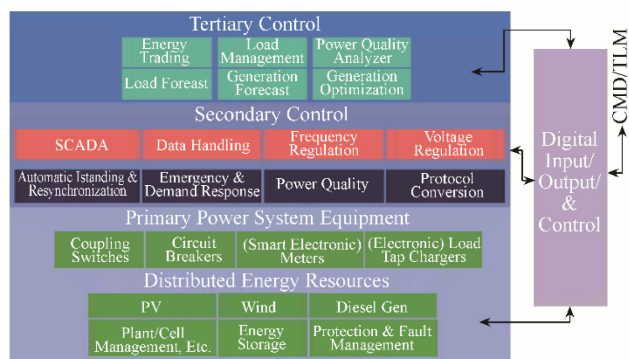 Tertiary Control
Energy
Trading
Load
Management
Power Quality
Analyzer
Load Foreast
Generation
Forecast
Generation
Optimization
Secondary Control
SCADA
Data Handling
Frequency
Regulation
Voltage
Regulation
Automatic Istanding &
Resynchronization
Emergency &
Demand Response
Power Quality
Protocol
Conversion
Primary Power System Equipment
Coupling
Switches
Circuit
Breakers
(Smart Electronic)
Meters
(Electronic) Load
Tap Chargers
Distributed Energy Resources
PV
Wind
Diesel Gen
Plant/Cell
Management, Etc.
Energy
Storage
Protection & Fault
Management
Digital
Input/
Output/
&
Control
CMD/TLM